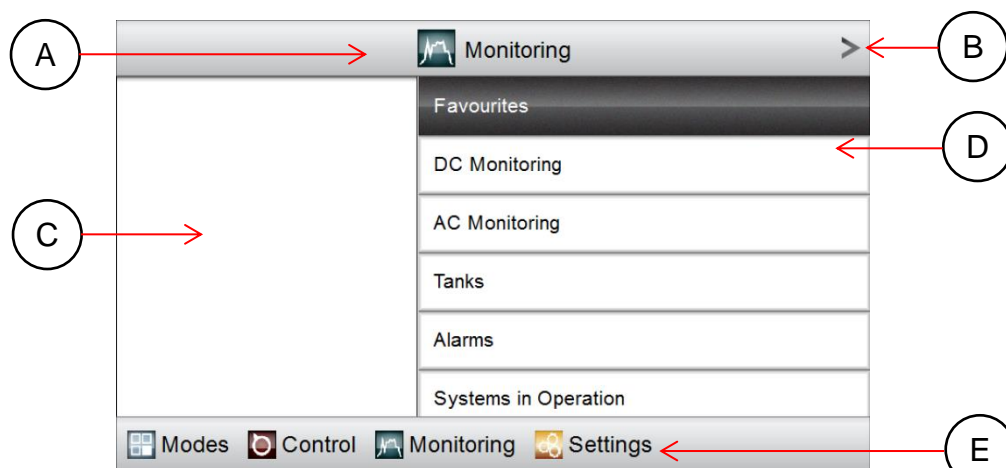 A
Monitoring >
B
Favourites
D
DC Monitoring
C
AC Monitoring
Tanks
Alarms
Systems in Operation
Modes Control Monitoring Settings
E